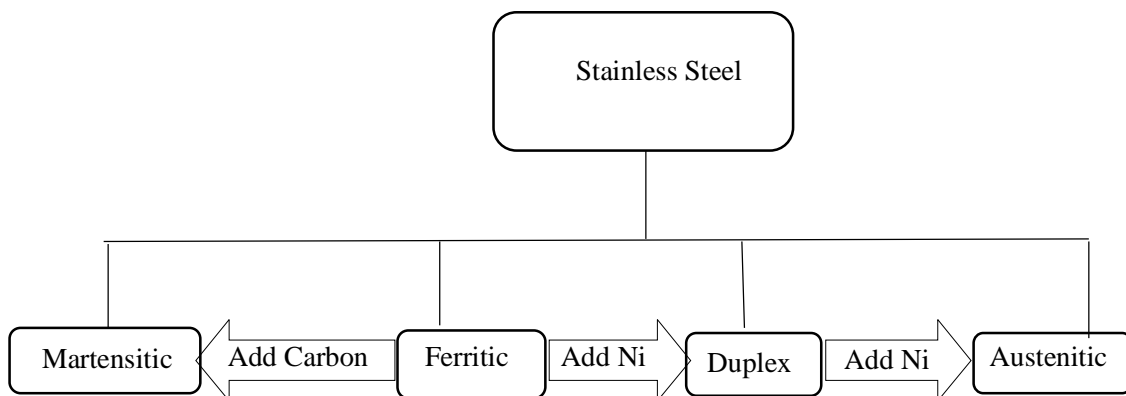 Stainless Steel
Martensitic
Add Carbon
Ferritic
Add Ni
Duplex
Add Ni
Austenitic